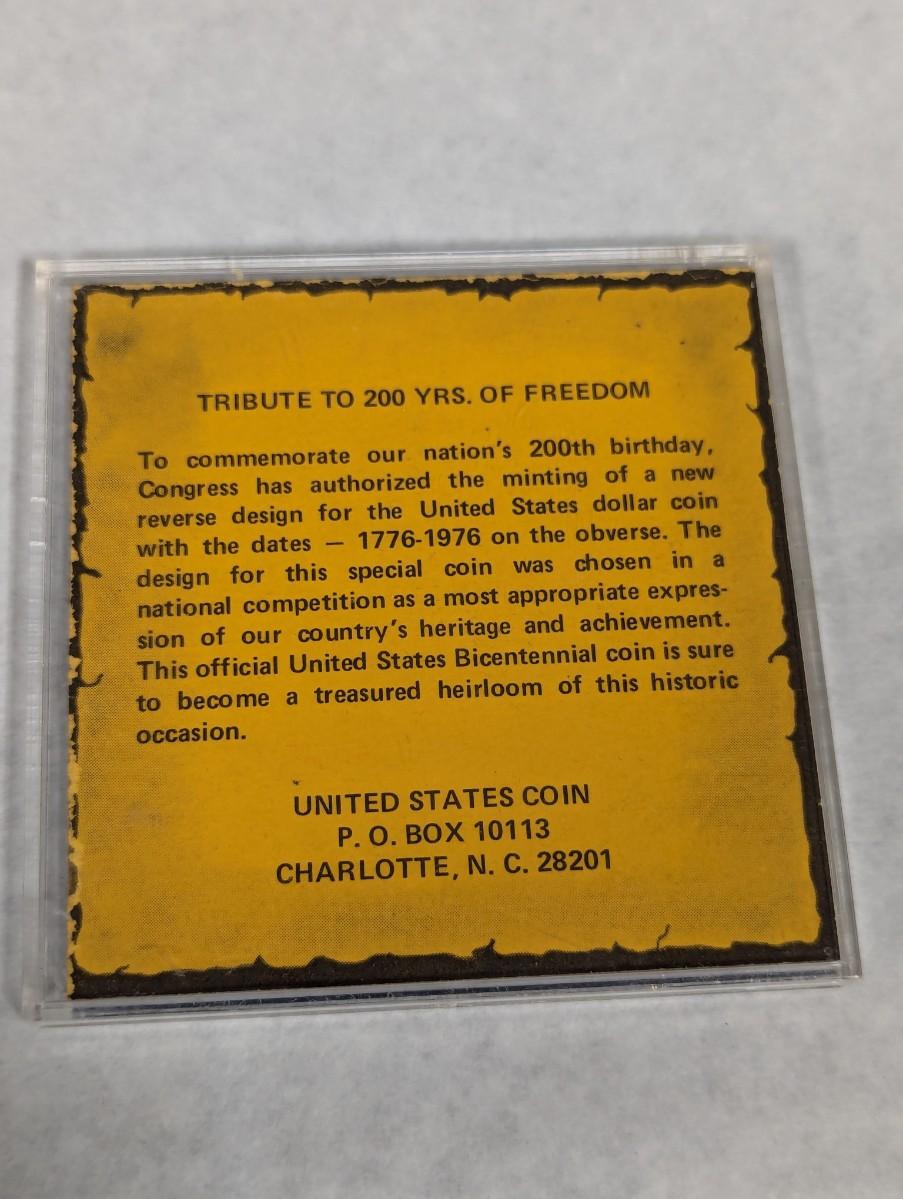 TRIBUTE TO 200 YRS. OF FREEDOM
To commemorate our nation's 200th birthday,
Congress has authorized the minting of a new
reverse design for the United States dollar coin
with the dates — 1776-1976 on the obverse. The
design for this special coin was chosen in a
national competition as a most appropriate expres-
sion of our country's heritage and achievement.
This official United States Bicentennial coin is sure
to become a treasured heirloom of this historic
occasion.
UNITED STATES COIN
P. O. BOX 10113
CHARLOTTE, N. C. 28201